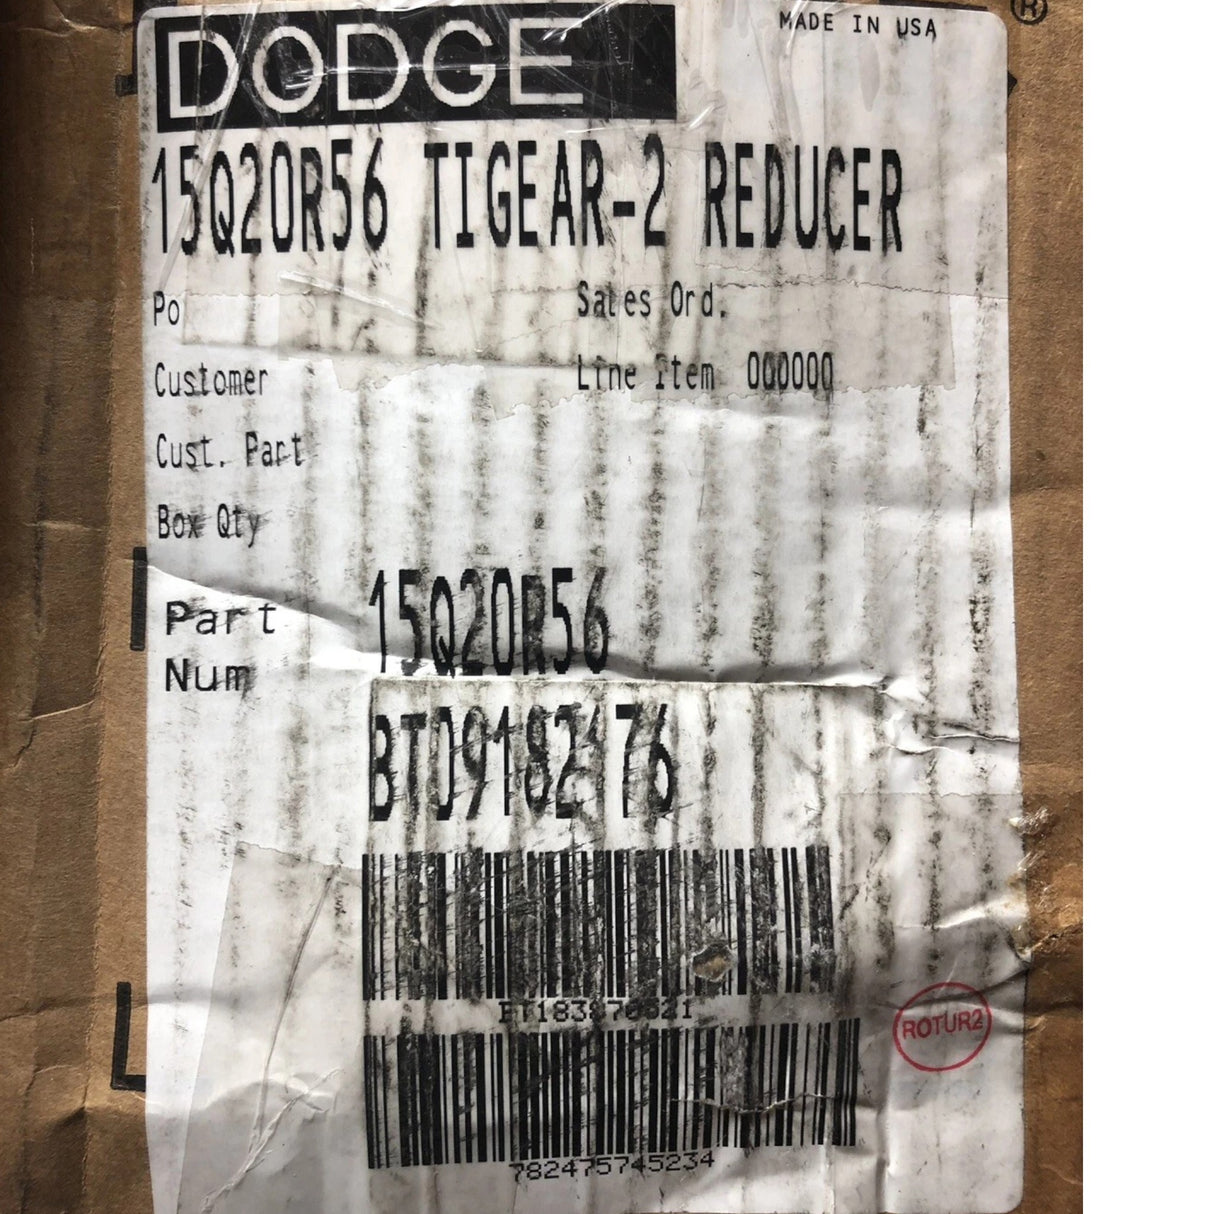 ®
DODGE
MADE IN USA
15Q20R56 TIGEAR-2 REDUCER
Po
Sales Ord.
Customer
Line Item 000000
Cust. Part
Box Qty
Part Num
15Q20R56
ROTUR2
782475745234